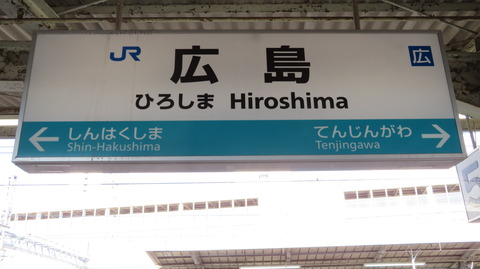 JR
広島
広
ひろしま Hiroshima
しんはくしま
Shin-Hakushima
てんじんがわ
Tenjingawa
5